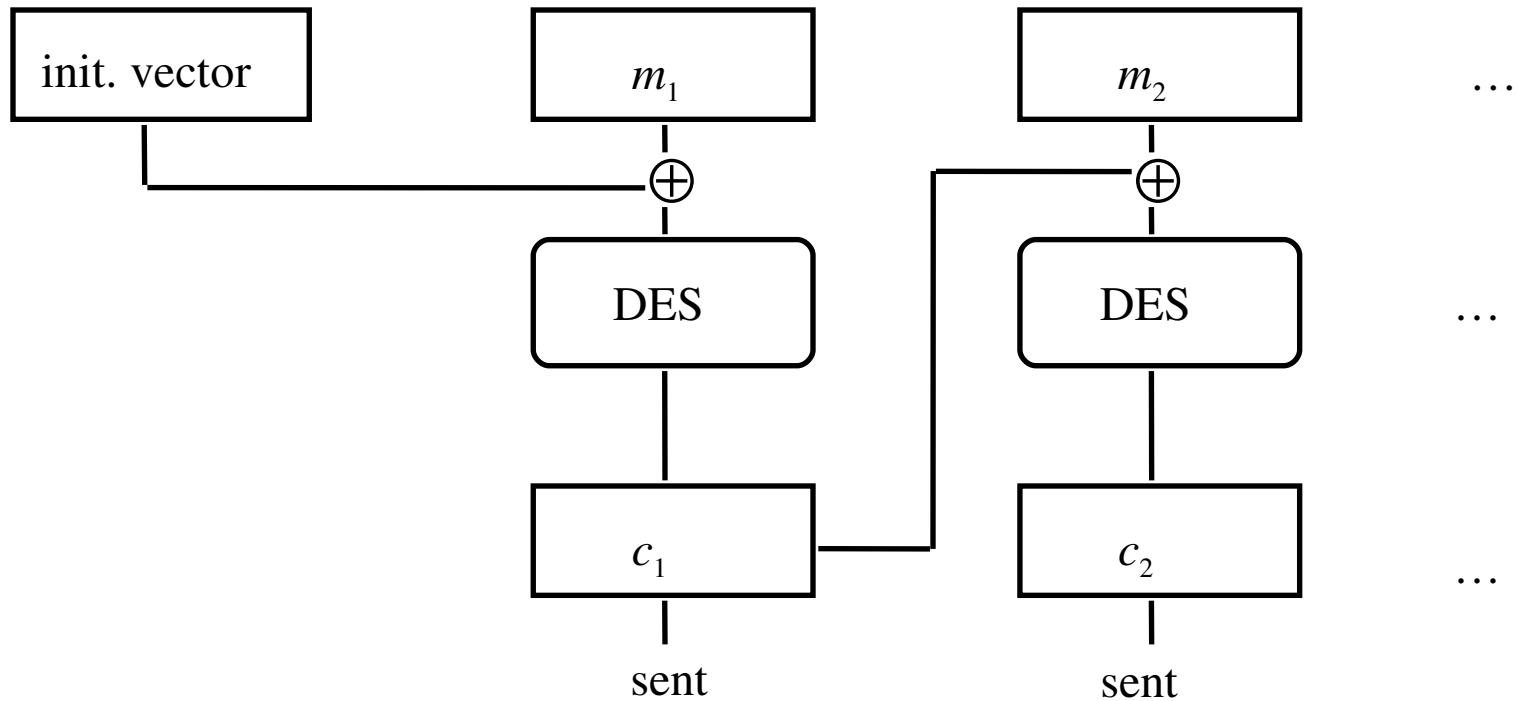 init. vector m₁ m₂ …
DES DES …
c₁ c₂ …
sent sent